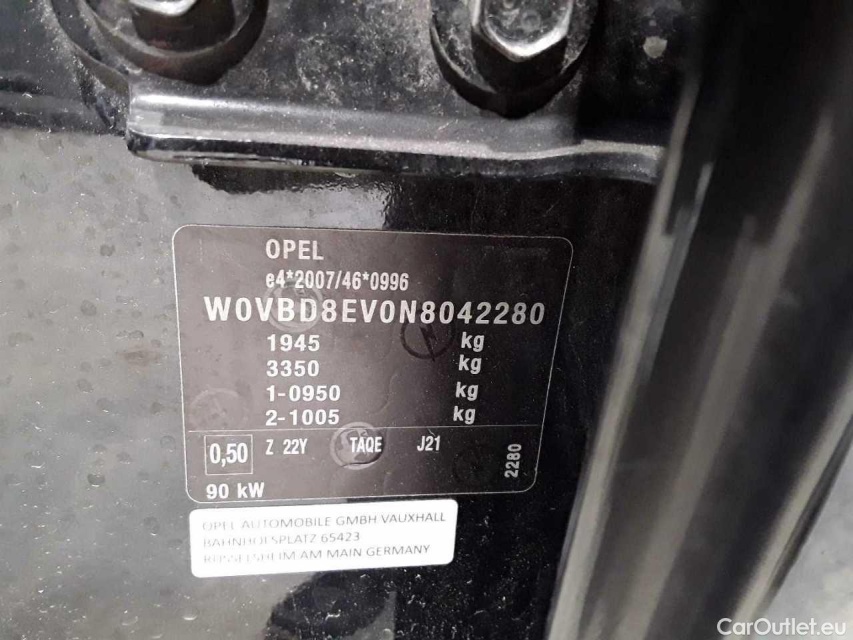 OPEL
e4*2007/46*0996
W0VBD8EV0N8042280
1945 kg
3350 kg
1-0950 kg
2-1005 kg
0,50 Z 22Y TAQE J21
2280
90 kW
OPEL AUTOMOBILE GMBH VAUXHALL
BAHNHOFSPLATZ 65423
RÜSSELSHEIM AM MAIN GERMANY
CarOutlet.eu